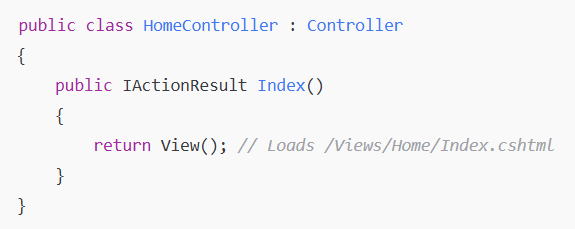 public class HomeController : Controller
{
    public IActionResult Index()
    {
        return View(); // Loads /Views/Home/Index.cshtml
    }
}